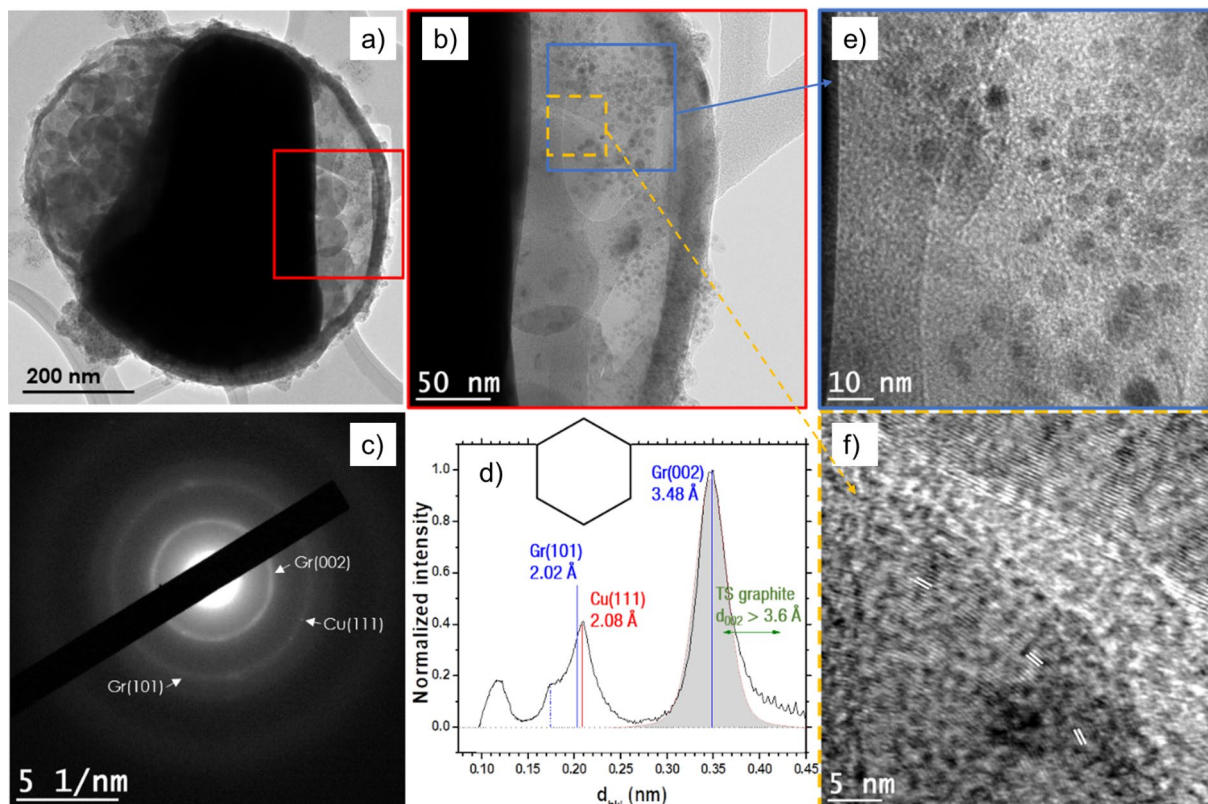 a)
200 nm
b)
50 nm
e)
10 nm
c)
Gr(002)
Cu(111)
Gr(101)
5 1/nm
d)
Normalized intensity
1.0
0.8
0.6
0.4
0.2
0.0
Gr(002)
3.48 Å
Gr(101)
2.02 Å
Cu(111)
2.08 Å
TS graphite
d002 > 3.6 Å
0.10 0.15 0.20 0.25 0.30 0.35 0.40 0.45
(nm)
f)
5 nm